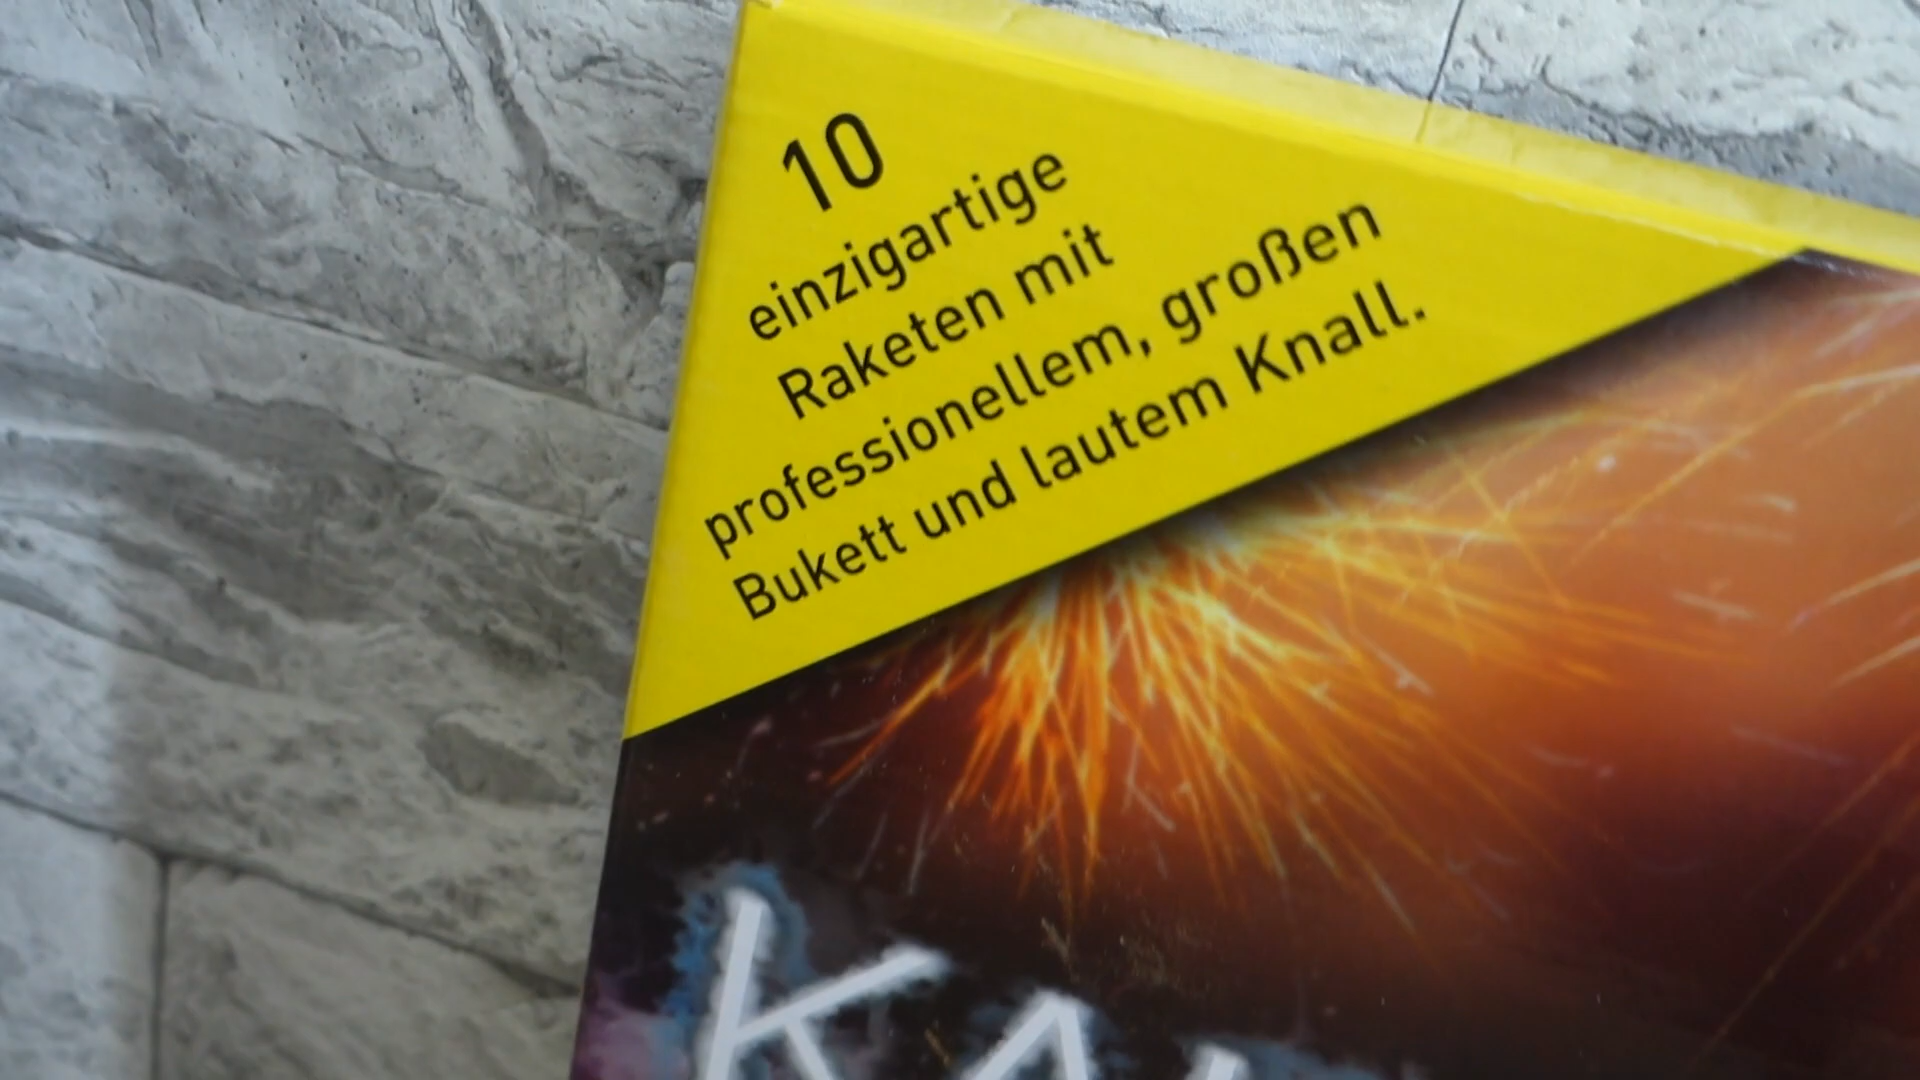 10
einzigartige
Raketen mit
professionellem, großen
Bukett und lautem Knall.